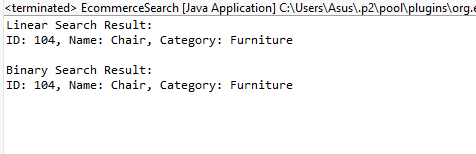 <terminated> EcommerceSearch [Java Application] C:\Users\Asus\.p2\pool\plugins\org.e
Linear Search Result:
ID: 104, Name: Chair, Category: Furniture
Binary Search Result:
ID: 104, Name: Chair, Category: Furniture